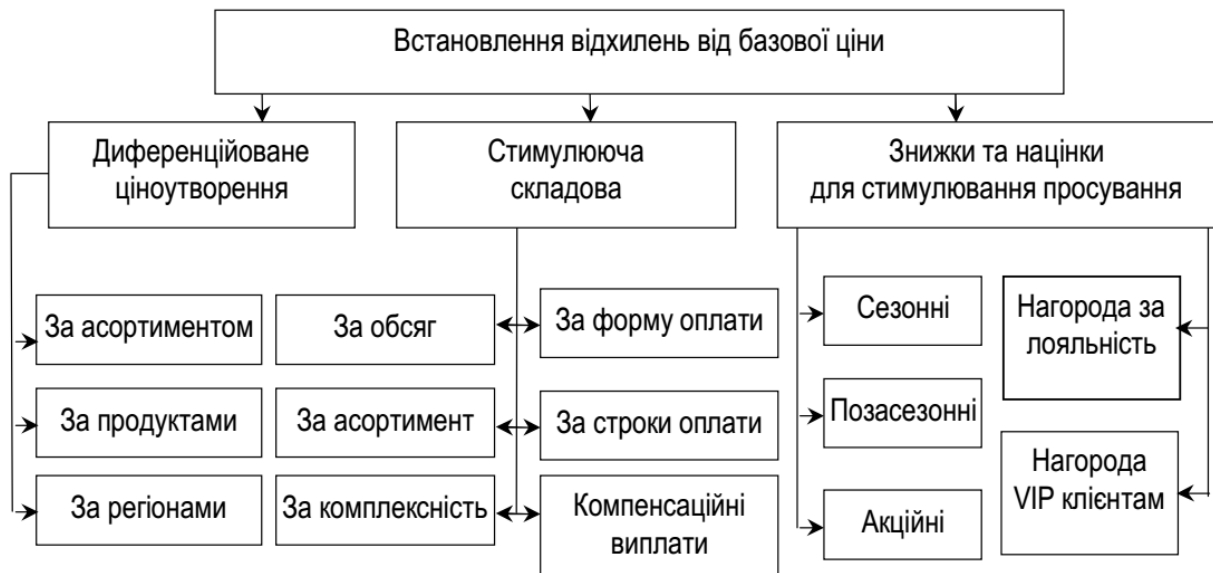 Встановлення відхилень від базової ціни
Диференційоване
ціноутворення
Стимулююча
складова
Знижки та націнки
для стимулювання просування
За асортиментом
За продуктами
За регіонами
За обсяг
За асортимент
За комплексність
За форму оплати
За строки оплати
Компенсаційні
виплати
Сезонні
Позасезонні
Акційні
Нагорода за
лояльність
Нагорода
VIP клієнтам